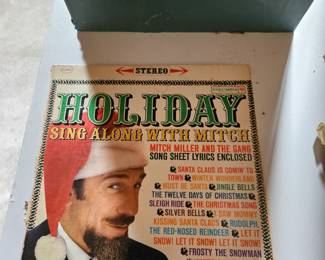 STEREO
HOLIDAY
SING ALONG WITH MITCH
MITCH MILLER AND THE GANG
SONG SHEET LYRICS ENCLOSED
SANTA CLAUS IS COMIN' TO
TOWN WINTER WONDERLAND
MUST BE SANTA JINGLE BELLS
THE TWELVE DAYS OF CHRISTMAS
SLEIGH RIDE THE CHRISTMAS SONG
SILVER BELLS I SAW MOMMY
KISSING SANTA CLAUS RUDOLPH,
THE RED-NOSED REINDEER LET IT
SNOW! LET IT SNOW! LET IT SNOW!
FROSTY THE SNOWMAN